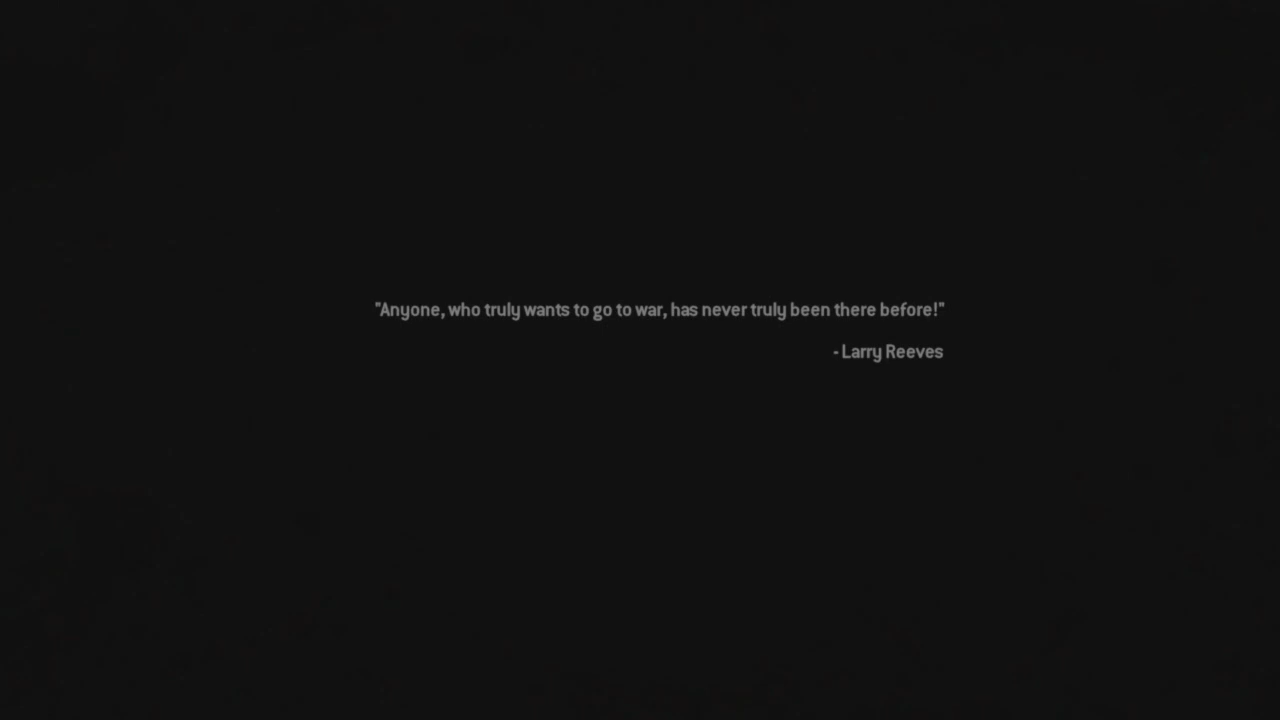 "Anyone, who truly wants to go to war, has never truly been there before!"
- Larry Reeves